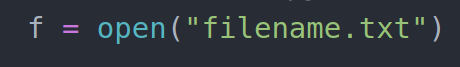 f = open("filename.txt")